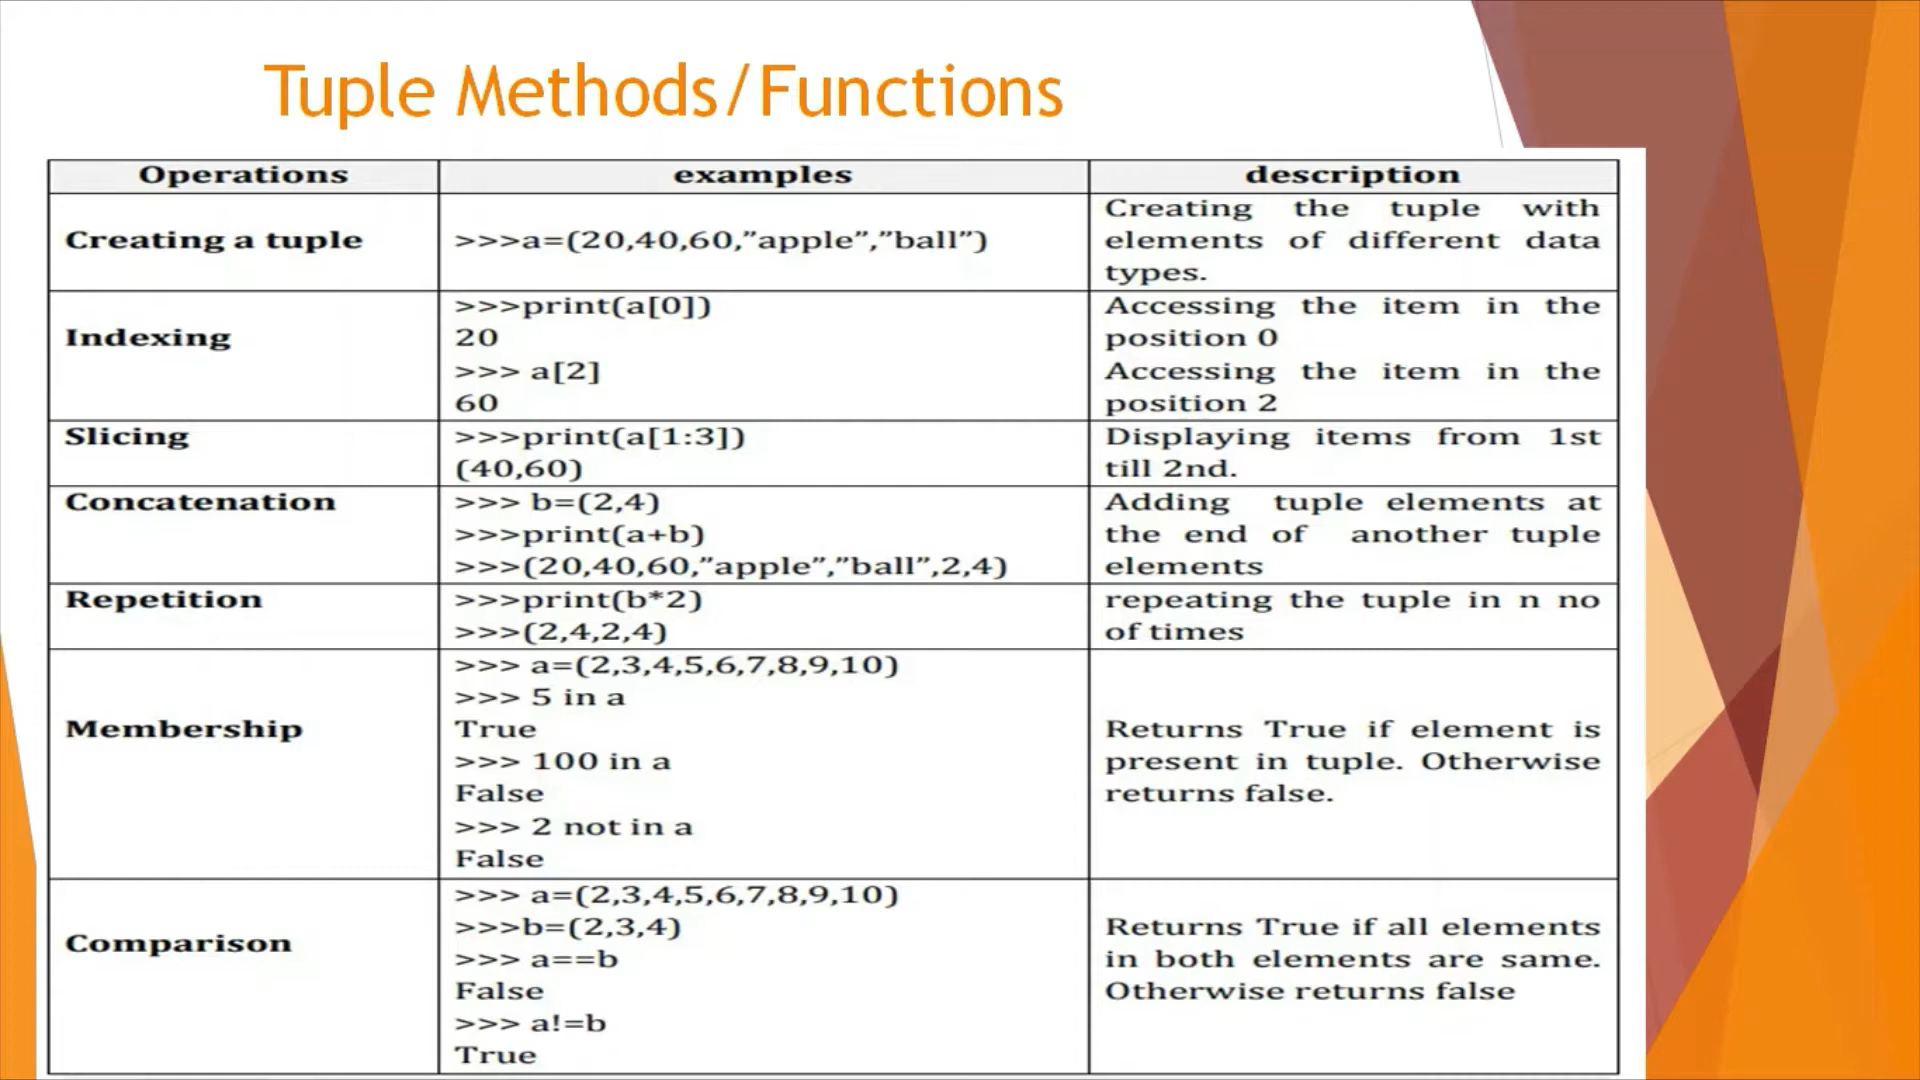 Tuple Methods/Functions
Operations
examples
description
Creating a tuple
>>>a=(20,40,60,”apple”,”ball”)
Creating the tuple with
elements of different data
types.
Indexing
>>>print(a[0])
20
>>> a[2]
60
Accessing the item in the
position 0
Accessing the item in the
position 2
Slicing
>>>print(a[1:3])
(40,60)
Displaying items from 1st
till 2nd.
Concatenation
>>> b=(2,4)
>>>print(a+b)
>>>(20,40,60,”apple”,”ball”,2,4)
Adding tuple elements at
the end of another tuple
elements
Repetition
>>>print(b*2)
>>>(2,4,2,4)
repeating the tuple in n no
of times
Membership
>>> a=(2,3,4,5,6,7,8,9,10)
>>> 5 in a
True
>>> 100 in a
False
>>> 2 not in a
False
Returns True if element is
present in tuple. Otherwise
returns false.
Comparison
>>> a=(2,3,4,5,6,7,8,9,10)
>>>b=(2,3,4)
>>> a==b
False
>>> a!=b
True
Returns True if all elements
in both elements are same.
Otherwise returns false